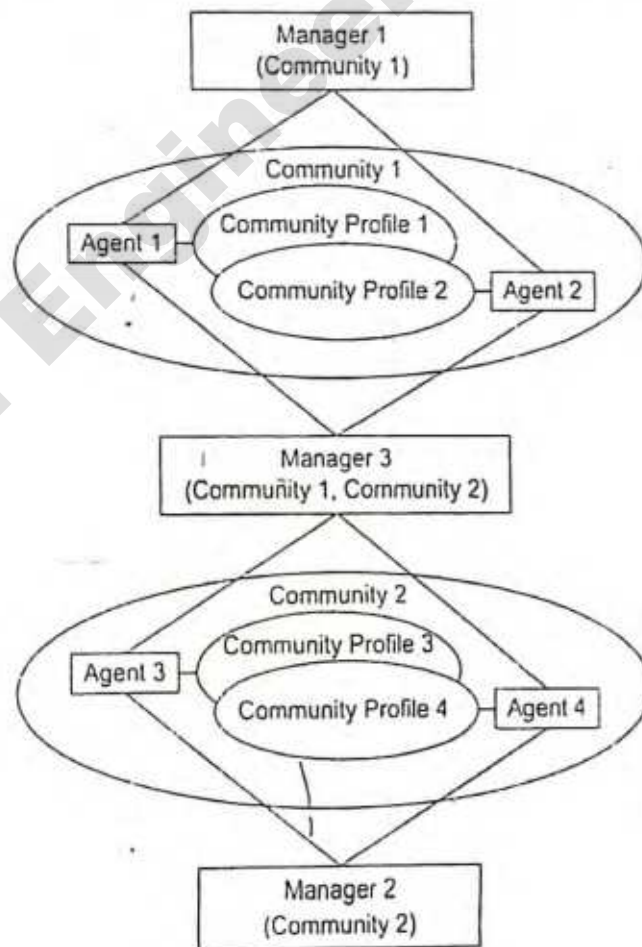 Manager 1
(Community 1)
Community 1
Community Profile 1
Agent 1
Community Profile 2
Agent 2
Manager 3
(Community 1, Community 2)
Community 2
Community Profile 3
Agent 3
Community Profile 4
Agent 4
Manager 2
(Community 2)
Engineer